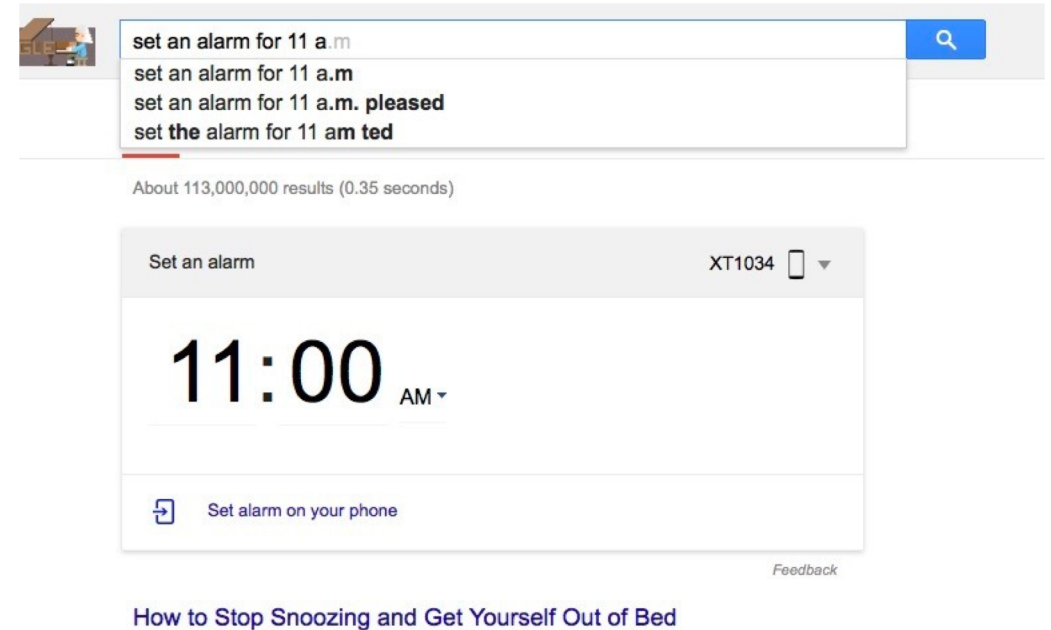 GLE
set an alarm for 11 a.m
set an alarm for 11 a.m
set an alarm for 11 a.m. pleased
set the alarm for 11 am ted
About 113,000,000 results (0.35 seconds)
Set an alarm
XT1034
11:00 AM
Set alarm on your phone
Feedback
How to Stop Snoozing and Get Yourself Out of Bed